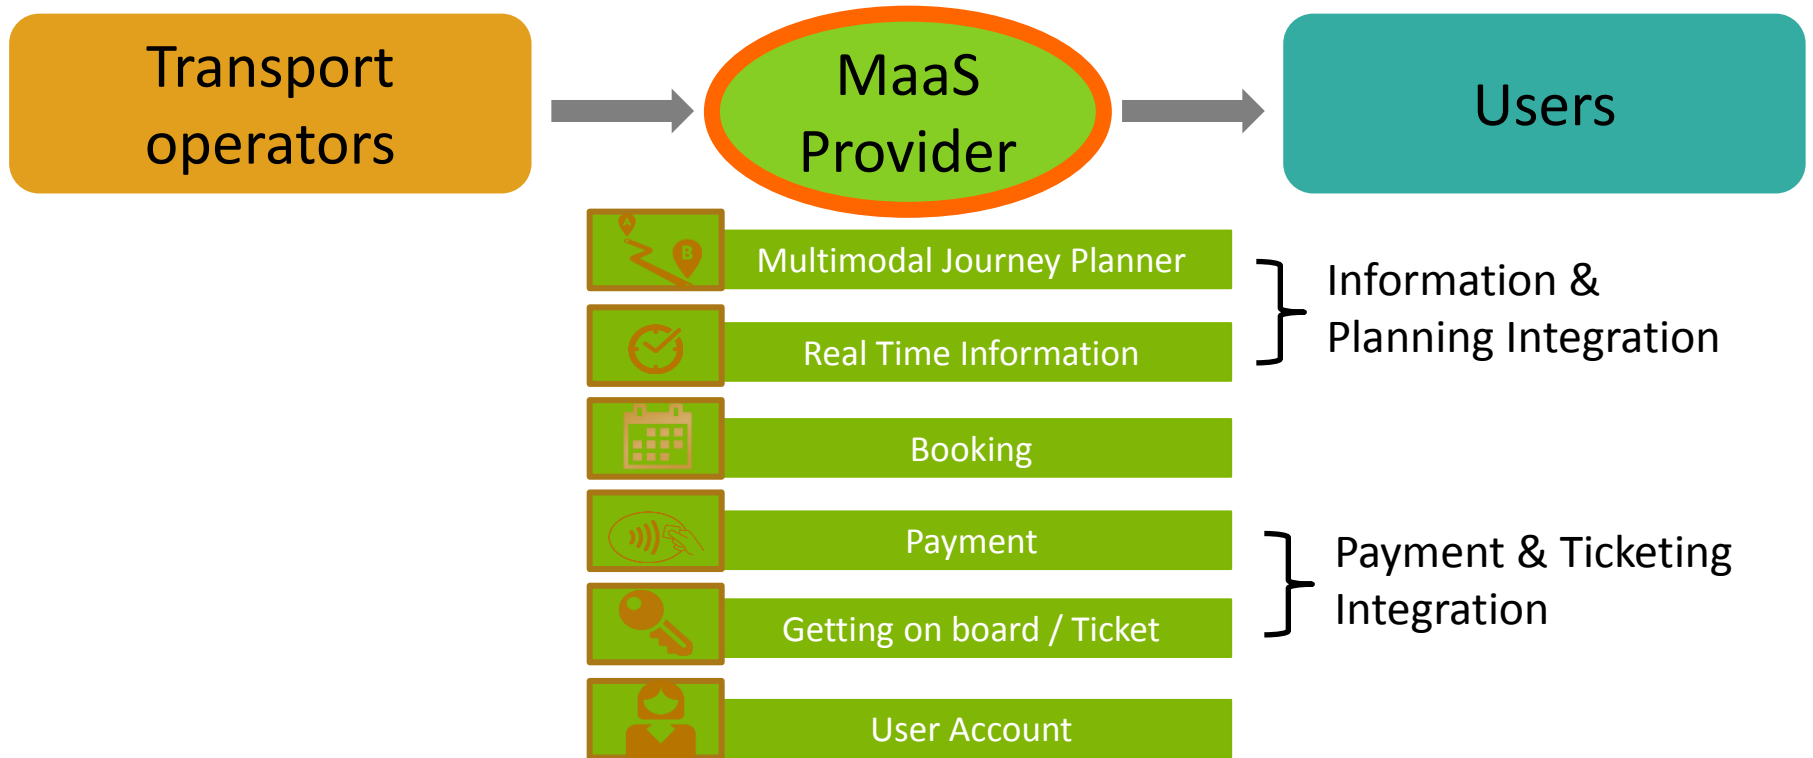 Transport
operators
MaaS
Provider
Users
A
B
Multimodal Journey Planner
Real Time Information
Information &
Planning Integration
Booking
Payment
Getting on board / Ticket
Payment & Ticketing
Integration
User Account